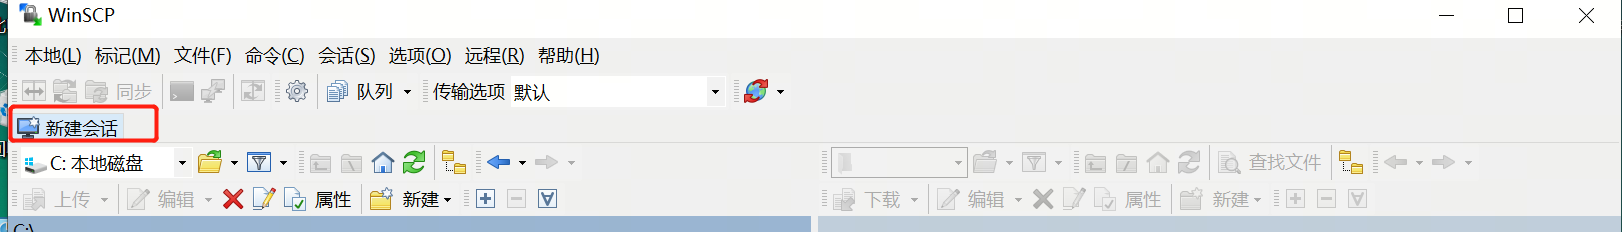 WinSCP
本地(L) 标记(M) 文件(F) 命令(C) 会话(S) 选项(O) 远程(R) 帮助(H)
同步 队列 传输选项 默认
新建会话
C: 本地磁盘 查找文件
上传 编辑 属性 新建 下载 编辑 属性 新建
C:\